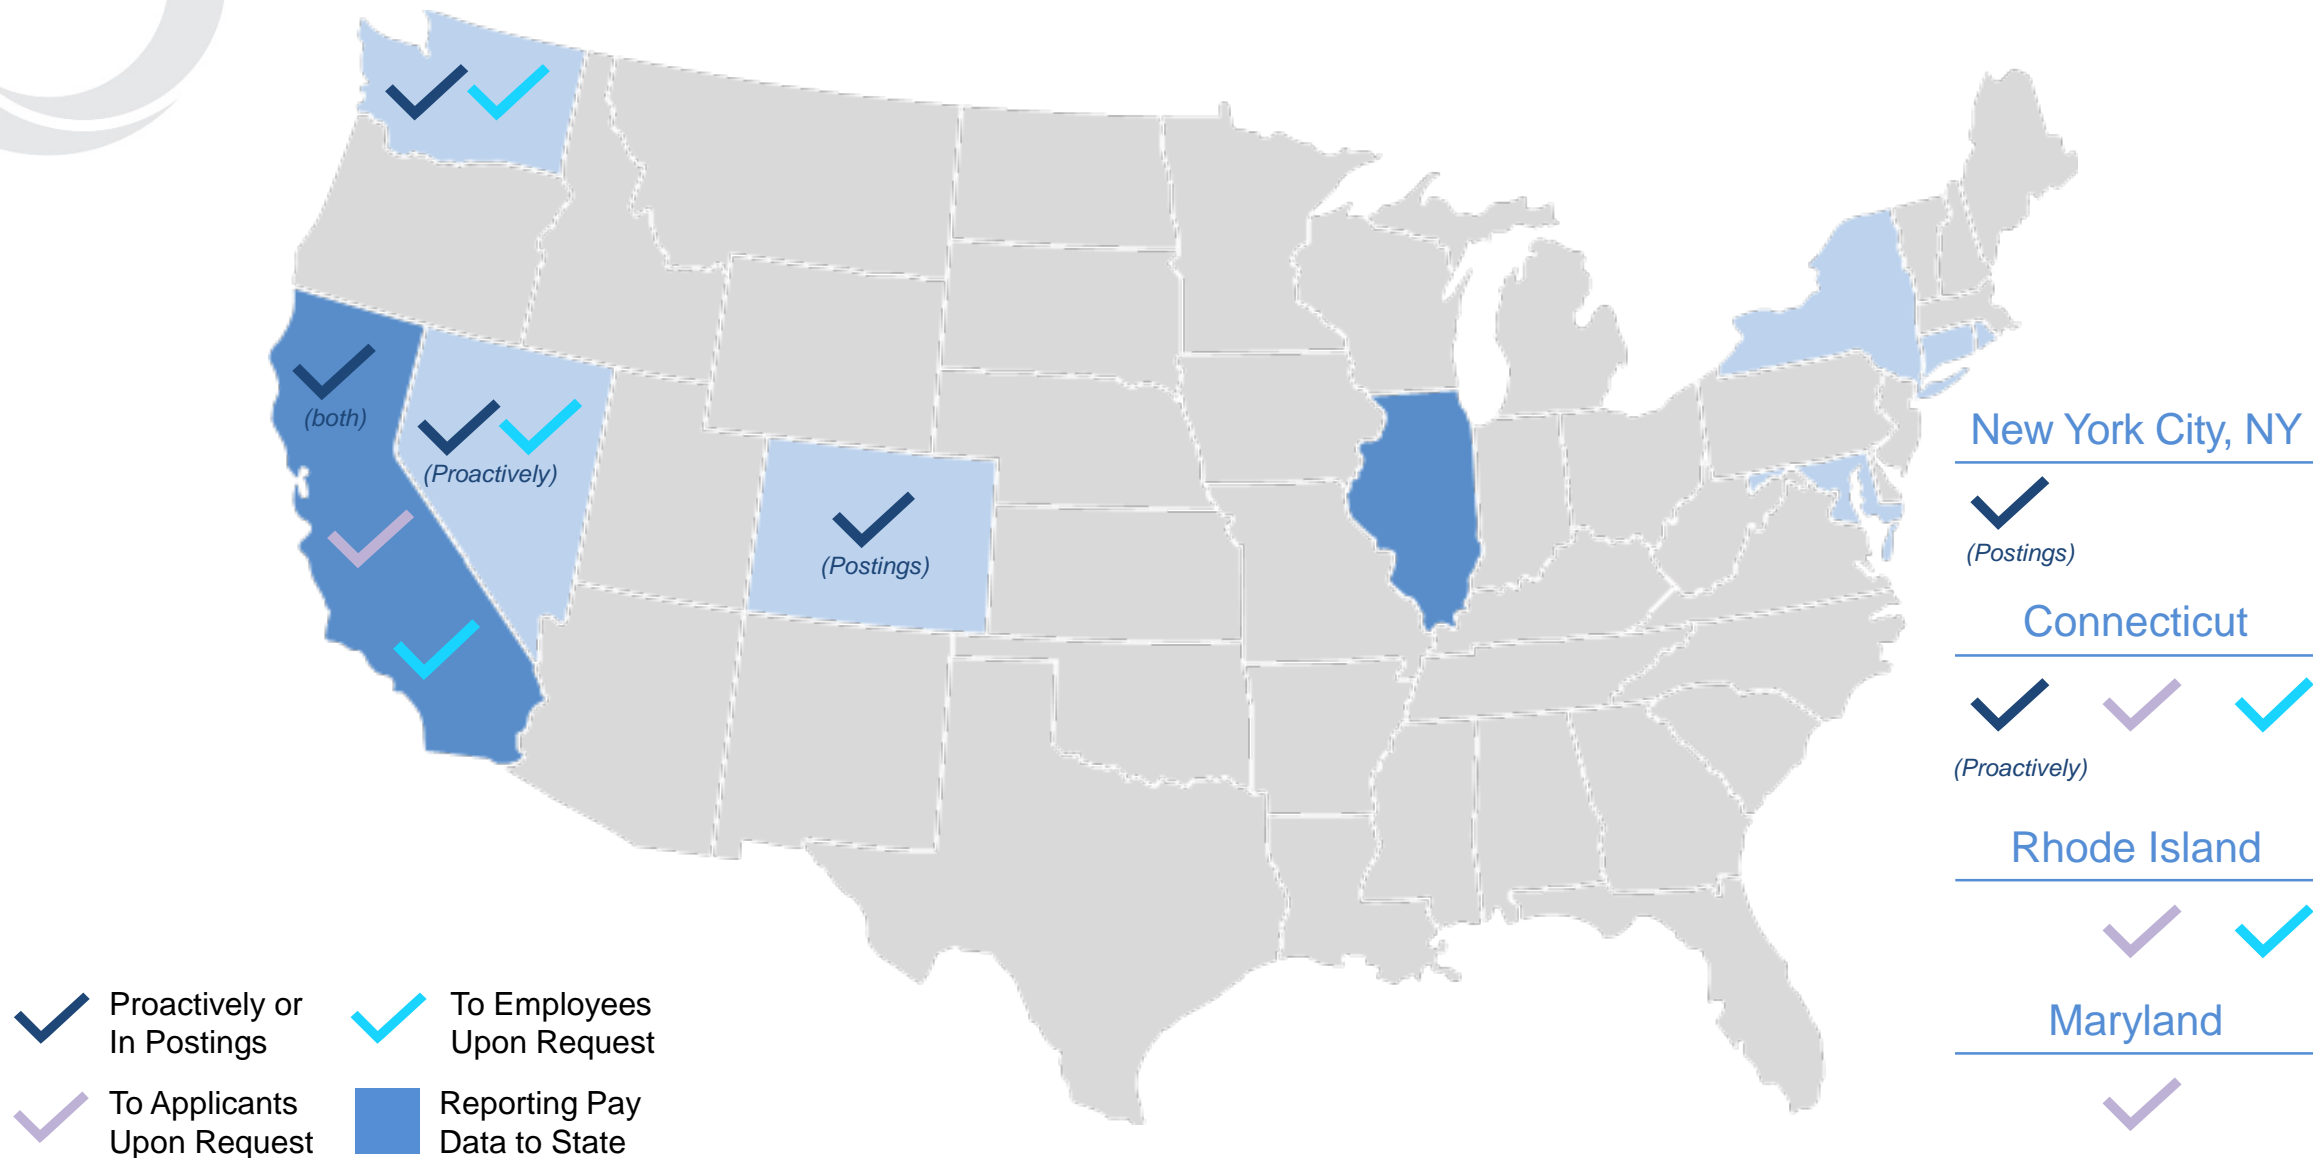 (both)
(Proactively)
(Postings)
New York City, NY
(Postings)
Connecticut
(Proactively)
Rhode Island
Maryland
Proactively or
In Postings
To Employees
Upon Request
To Applicants
Upon Request
Reporting Pay
Data to State